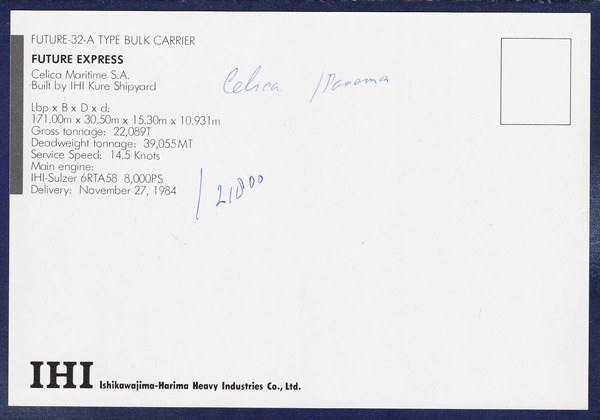 FUTURE-32-A TYPE BULK CARRIER
FUTURE EXPRESS
Celica Maritime S.A.
Built by IHI Kure Shipyard
Celica /Panama
Lbp x B x D x d:
171.00m x 30.50m x 15.30m x 10.931m
Gross tonnage: 22,089T
Deadweight tonnage: 39,055MT
Service Speed: 14.5 Knots
Main engine:
IHI-Sulzer 6RTA58 8,000PS
Delivery: November 27, 1984
IHI Ishikawajima-Harima Heavy Industries Co., Ltd.